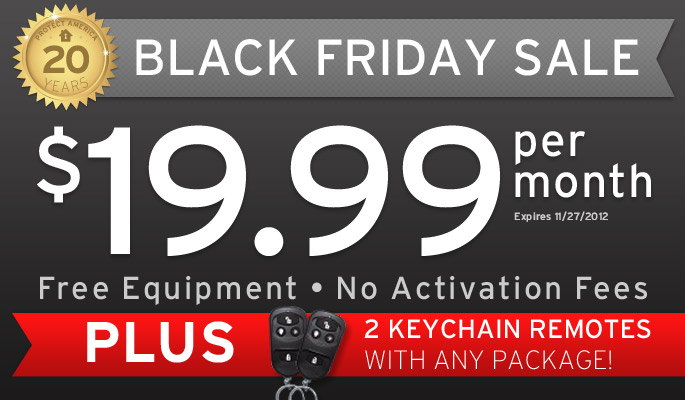 PROTECT AMERICA
20
YEARS
BLACK FRIDAY SALE
$19.99
per
month
Expires 11/27/2012
Free Equipment • No Activation Fees
PLUS
2 KEYCHAIN REMOTES
WITH ANY PACKAGE!